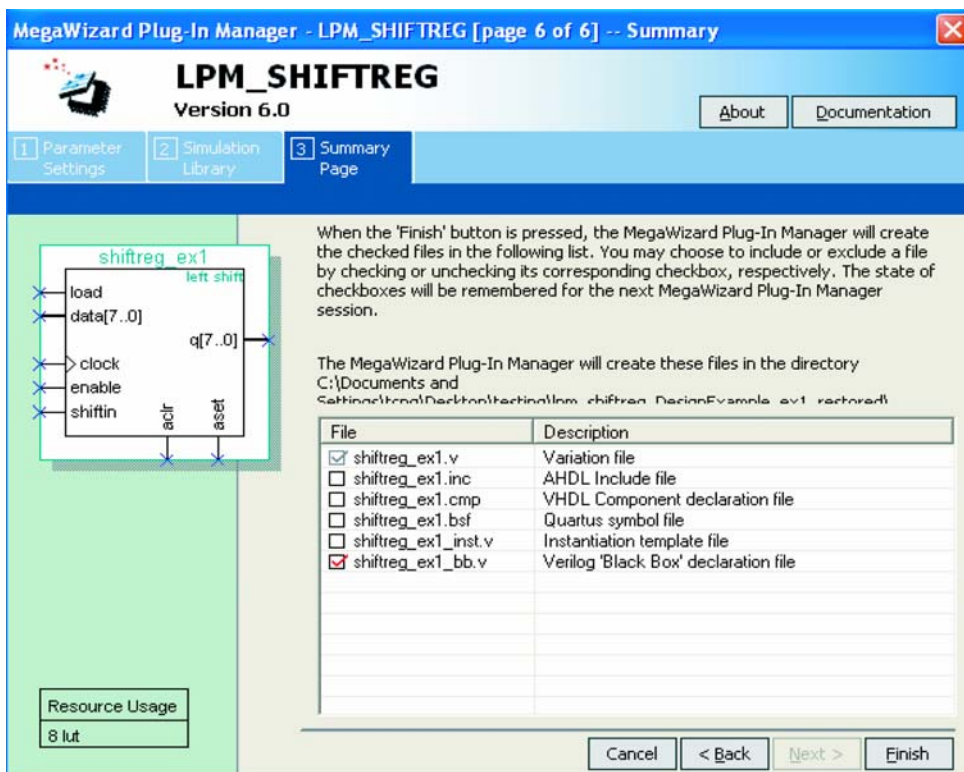 MegaWizard Plug-In Manager - LPM_SHIFTREG [page 6 of 6] -- Summary
LPM_SHIFTREG
Version 6.0
About
Documentation
1 Parameter Settings
2 Simulation Library
3 Summary Page
shiftreg_ex1
left shift
load
data[7..0]
q[7..0]
clock
enable
shiftin
aclr
aset
When the 'Finish' button is pressed, the MegaWizard Plug-In Manager will create
the checked files in the following list. You may choose to include or exclude a file
by checking or unchecking its corresponding checkbox, respectively. The state of
checkboxes will be remembered for the next MegaWizard Plug-In Manager
session.
The MegaWizard Plug-In Manager will create these files in the directory
C:\Documents and
Settings\tcng\Desktop\testing\lpm_shiftreg_DesignExample_ex1_restored\
File Description
shiftreg_ex1.v Variation file
shiftreg_ex1.inc AHDL Include file
shiftreg_ex1.cmp VHDL Component declaration file
shiftreg_ex1.bsf Quartus symbol file
shiftreg_ex1_inst.v Instantiation template file
shiftreg_ex1_bb.v Verilog 'Black Box' declaration file
Resource Usage
8 lut
Cancel
< Back
Next >
Finish